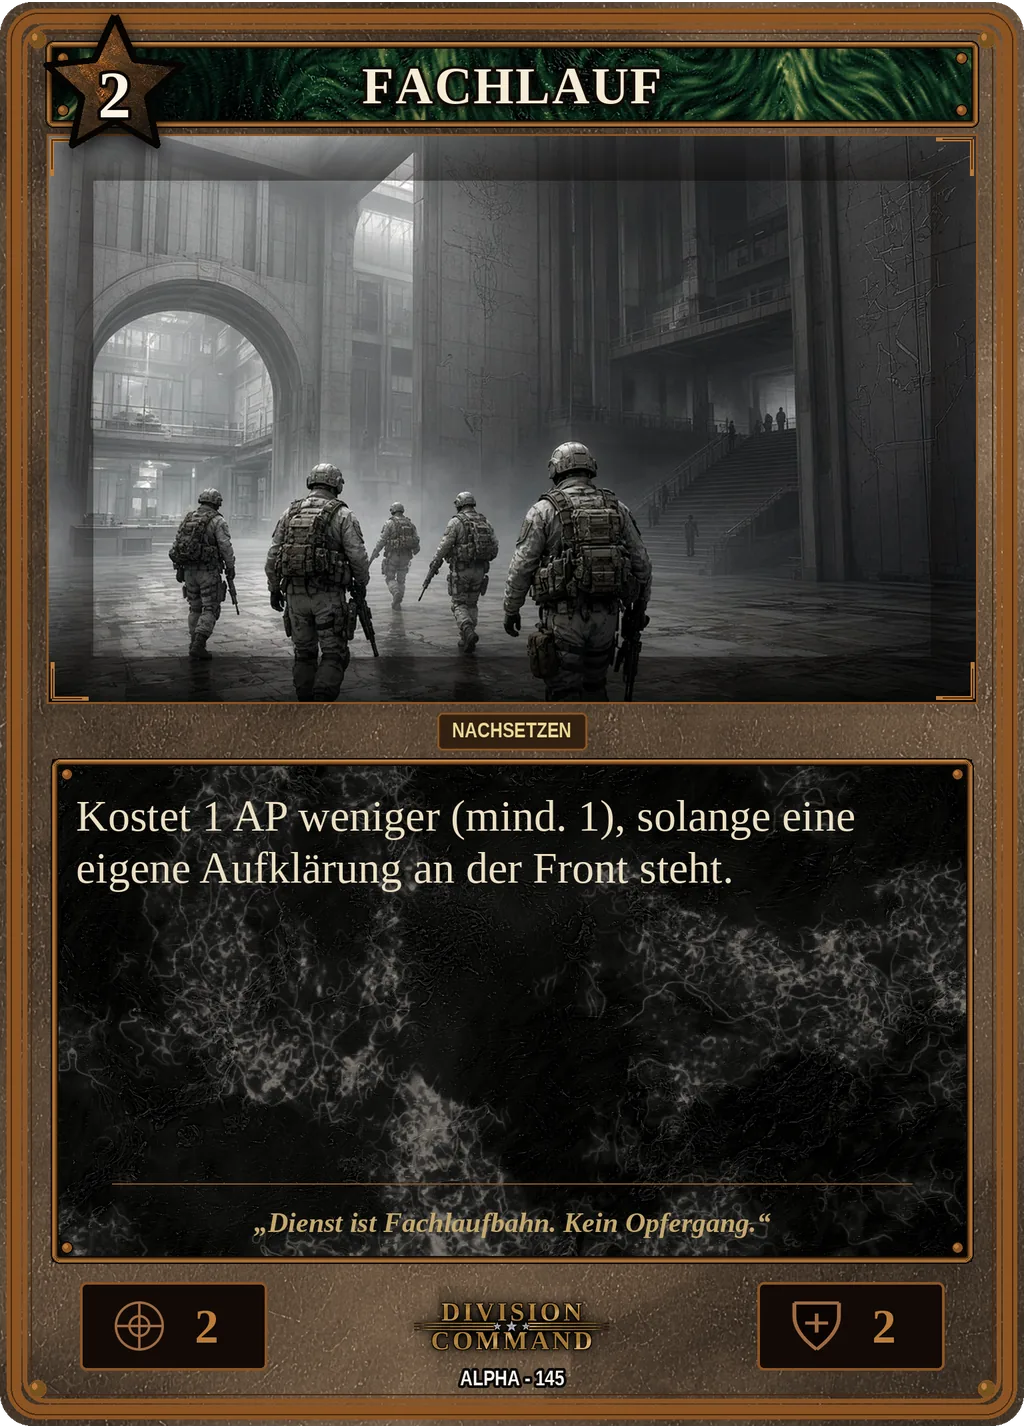 2
FACHLAUF
NACHSETZEN
Kostet 1 AP weniger (mind. 1), solange eine
eigene Aufklärung an der Front steht.
„Dienst ist Fachlaufbahn. Kein Opfergang.“
2
DIVISION
COMMAND
2
ALPHA - 145